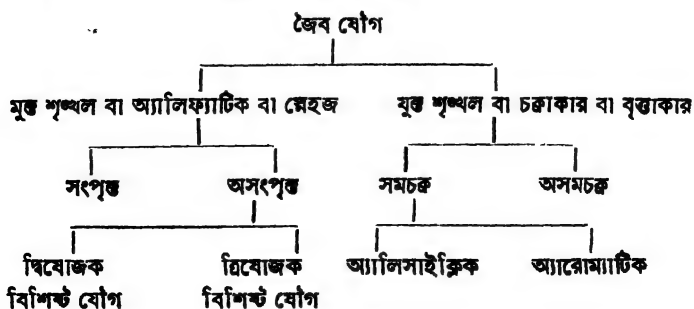 জৈব যৌগ
মুক্ত শৃঙ্খল বা অ্যালিফ্যাটিক বা স্নেহজ যুক্ত শৃঙ্খল বা চক্রাকার বা বৃত্তাকার
সংপৃক্ত অসংপৃক্ত সমচক্র অসমচক্র
দ্বিযোজক ত্রিযোজক অ্যালিসাইক্লিক অ্যারোম্যাটিক
বিশিষ্ট যৌগ বিশিষ্ট যৌগ